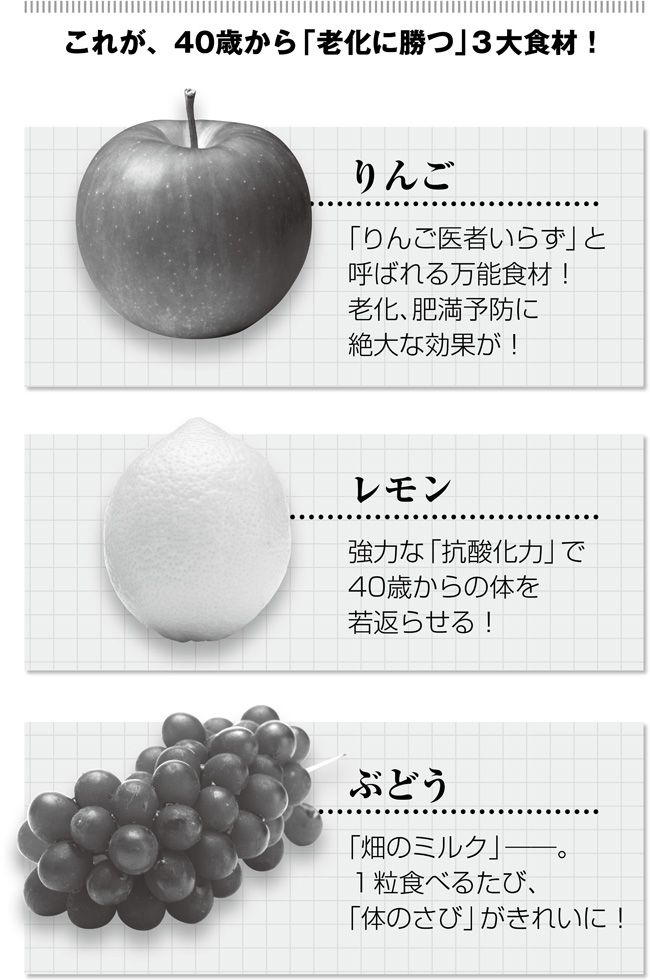 これが、40歳から「老化に勝つ」3大食材！
りんご
「りんご医者いらず」と
呼ばれる万能食材！
老化、肥満予防に
絶大な効果が！
レモン
強力な「抗酸化力」で
40歳からの体を
若返らせる！
ぶどう
「畑のミルク」――。
１粒食べるたび、
「体のさび」がきれいに！